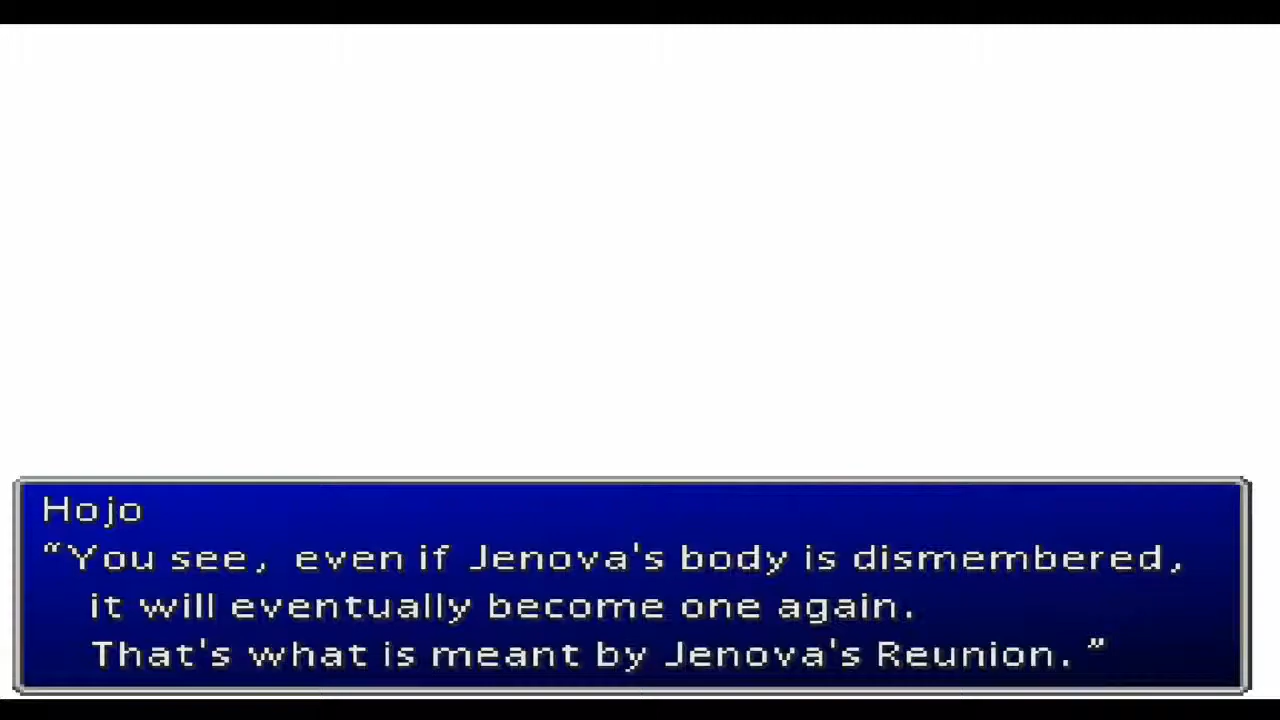 Hojo
“You see, even if Jenova's body is dismembered,
it will eventually become one again.
That's what is meant by Jenova's Reunion.”